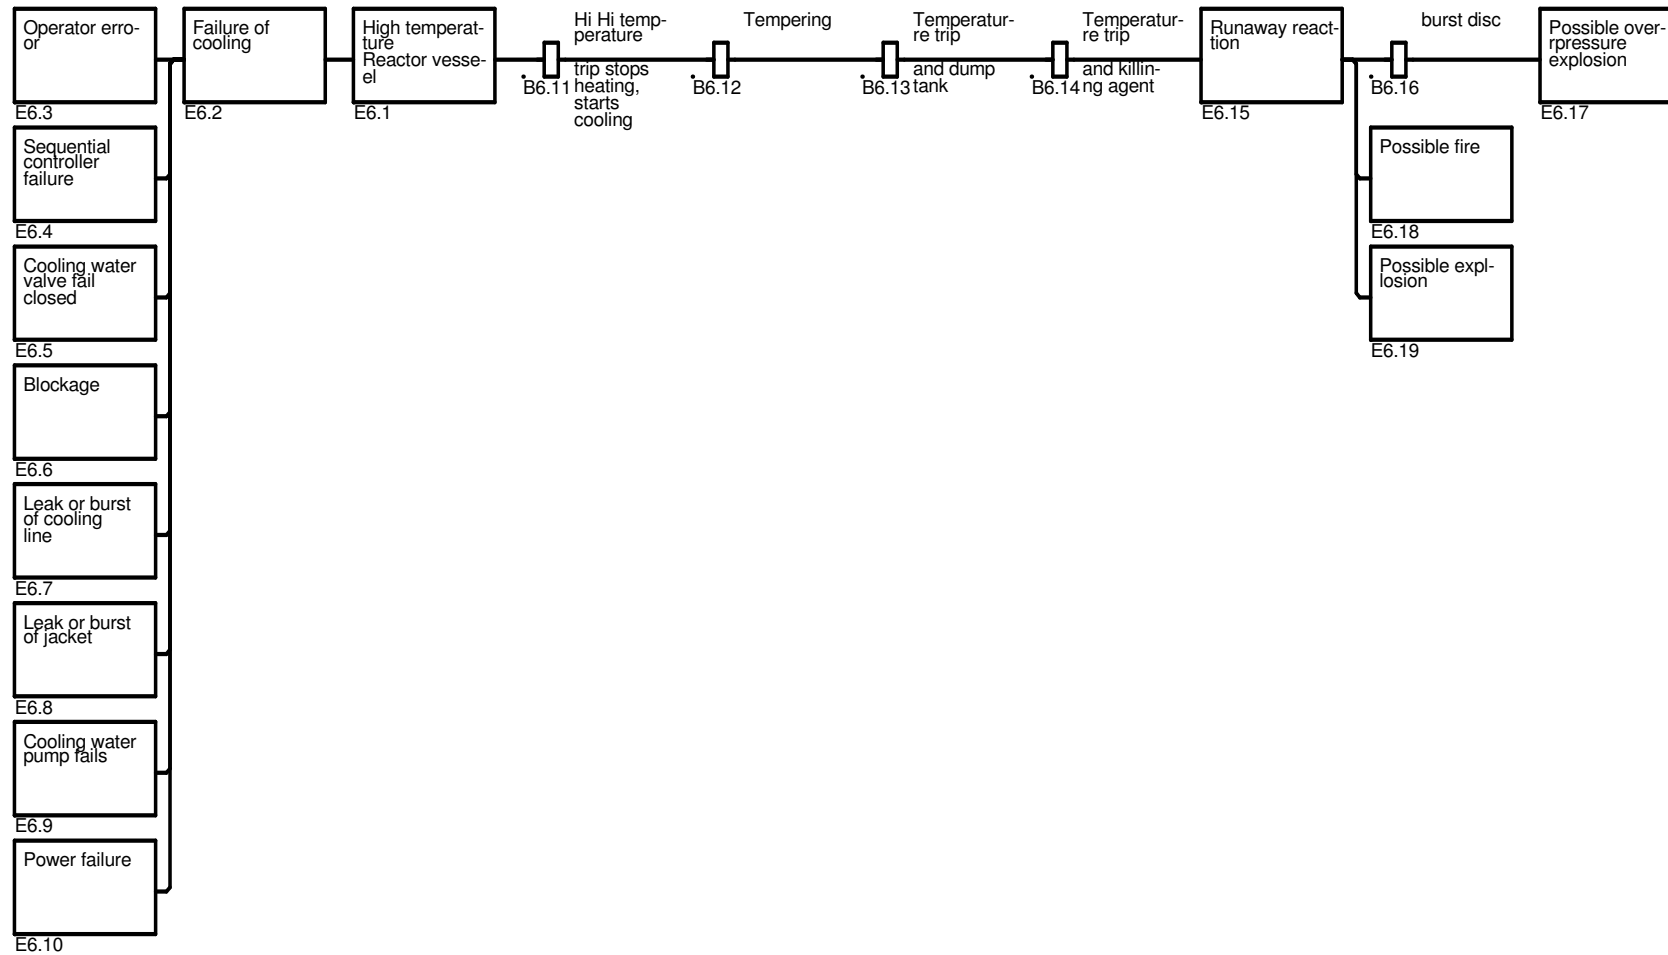 Operator erro-
or
E6.3
Failure of
cooling
E6.2
High temperat-
ture
Reactor vesse-
el
E6.1
Hi Hi temp-
perature
trip stops
heating,
starts
cooling
B6.11
Tempering
B6.12
Temperatur-
re trip
and dump
tank
B6.13
Temperatur-
re trip
and killin-
ng agent
B6.14
Runaway react-
tion
E6.15
burst disc
B6.16
Possible over-
rpressure
explosion
E6.17
Sequential
controller
failure
E6.4
Possible fire
E6.18
Cooling water
valve fail
closed
E6.5
Possible expl-
losion
E6.19
Blockage
E6.6
Leak or burst
of cooling
line
E6.7
Leak or burst
of jacket
E6.8
Cooling water
pump fails
E6.9
Power failure
E6.10